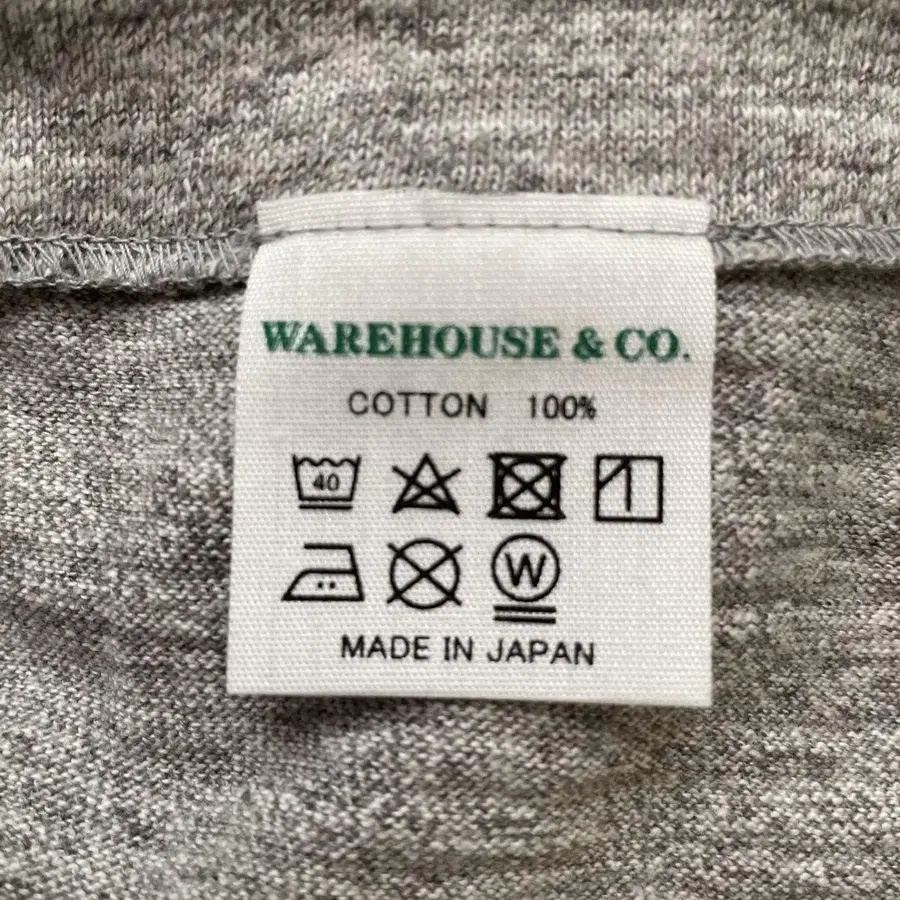 WAREHOUSE & CO.
COTTON 100%
40
W
MADE IN JAPAN